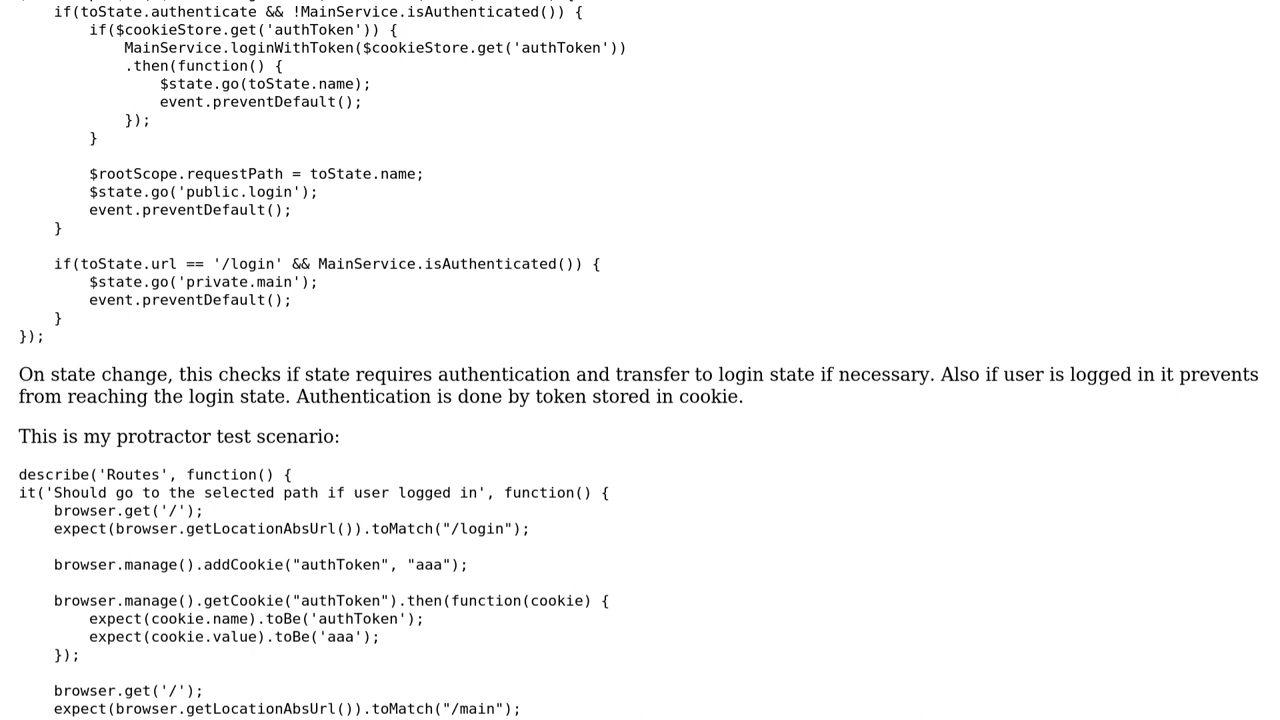 if(toState.authenticate && !MainService.isAuthenticated()) {
if($cookieStore.get('authToken')) {
MainService.loginWithToken($cookieStore.get('authToken'))
.then(function() {
$state.go(toState.name);
event.preventDefault();
});
}
$rootScope.requestPath = toState.name;
$state.go('public.login');
event.preventDefault();
}
if(toState.url == '/login' && MainService.isAuthenticated()) {
$state.go('private.main');
event.preventDefault();
}
});
On state change, this checks if state requires authentication and transfer to login state if necessary. Also if user is logged in it prevents
from reaching the login state. Authentication is done by token stored in cookie.
This is my protractor test scenario:
describe('Routes', function() {
it('Should go to the selected path if user logged in', function() {
browser.get('/');
expect(browser.getLocationAbsUrl()).toMatch("/login");
browser.manage().addCookie("authToken", "aaa");
browser.manage().getCookie("authToken").then(function(cookie) {
expect(cookie.name).toBe('authToken');
expect(cookie.value).toBe('aaa');
});
browser.get('/');
expect(browser.getLocationAbsUrl()).toMatch("/main");